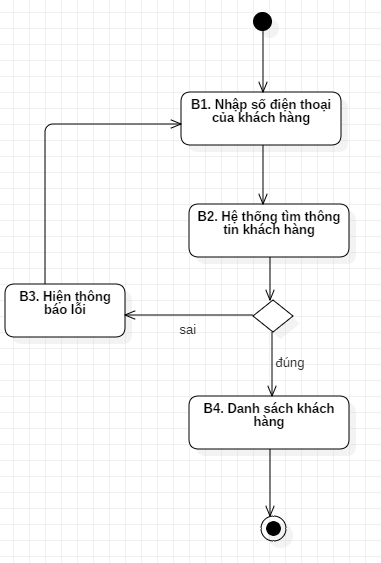 B1. Nhập số điện thoại
của khách hàng
B2. Hệ thống tìm thông
tin khách hàng
B3. Hiện thông
báo lỗi
sai
đúng
B4. Danh sách khách
hàng